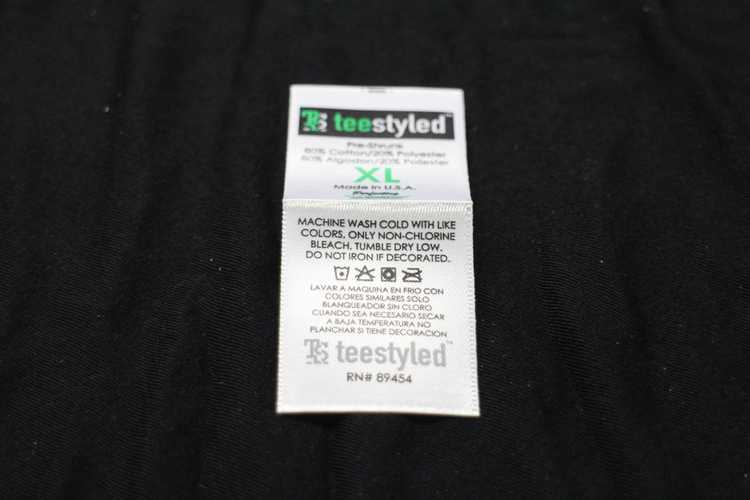 teestyled™
Pre-Shrunk
80% Cotton/20% Polyester
80% Algodon/20% Poliester
XL
Made in U.S.A.
MACHINE WASH COLD WITH LIKE
COLORS. ONLY NON-CHLORINE
BLEACH. TUMBLE DRY LOW.
DO NOT IRON IF DECORATED.
LAVAR A MAQUINA EN FRIO CON
COLORES SIMILARES SOLO
BLANQUEADOR SIN CLORO
CUANDO SEA NECESARIO SECAR
A BAJA TEMPERATURA NO
PLANCHAR SI TIENE DECORACION
teestyled™
RN# 89454